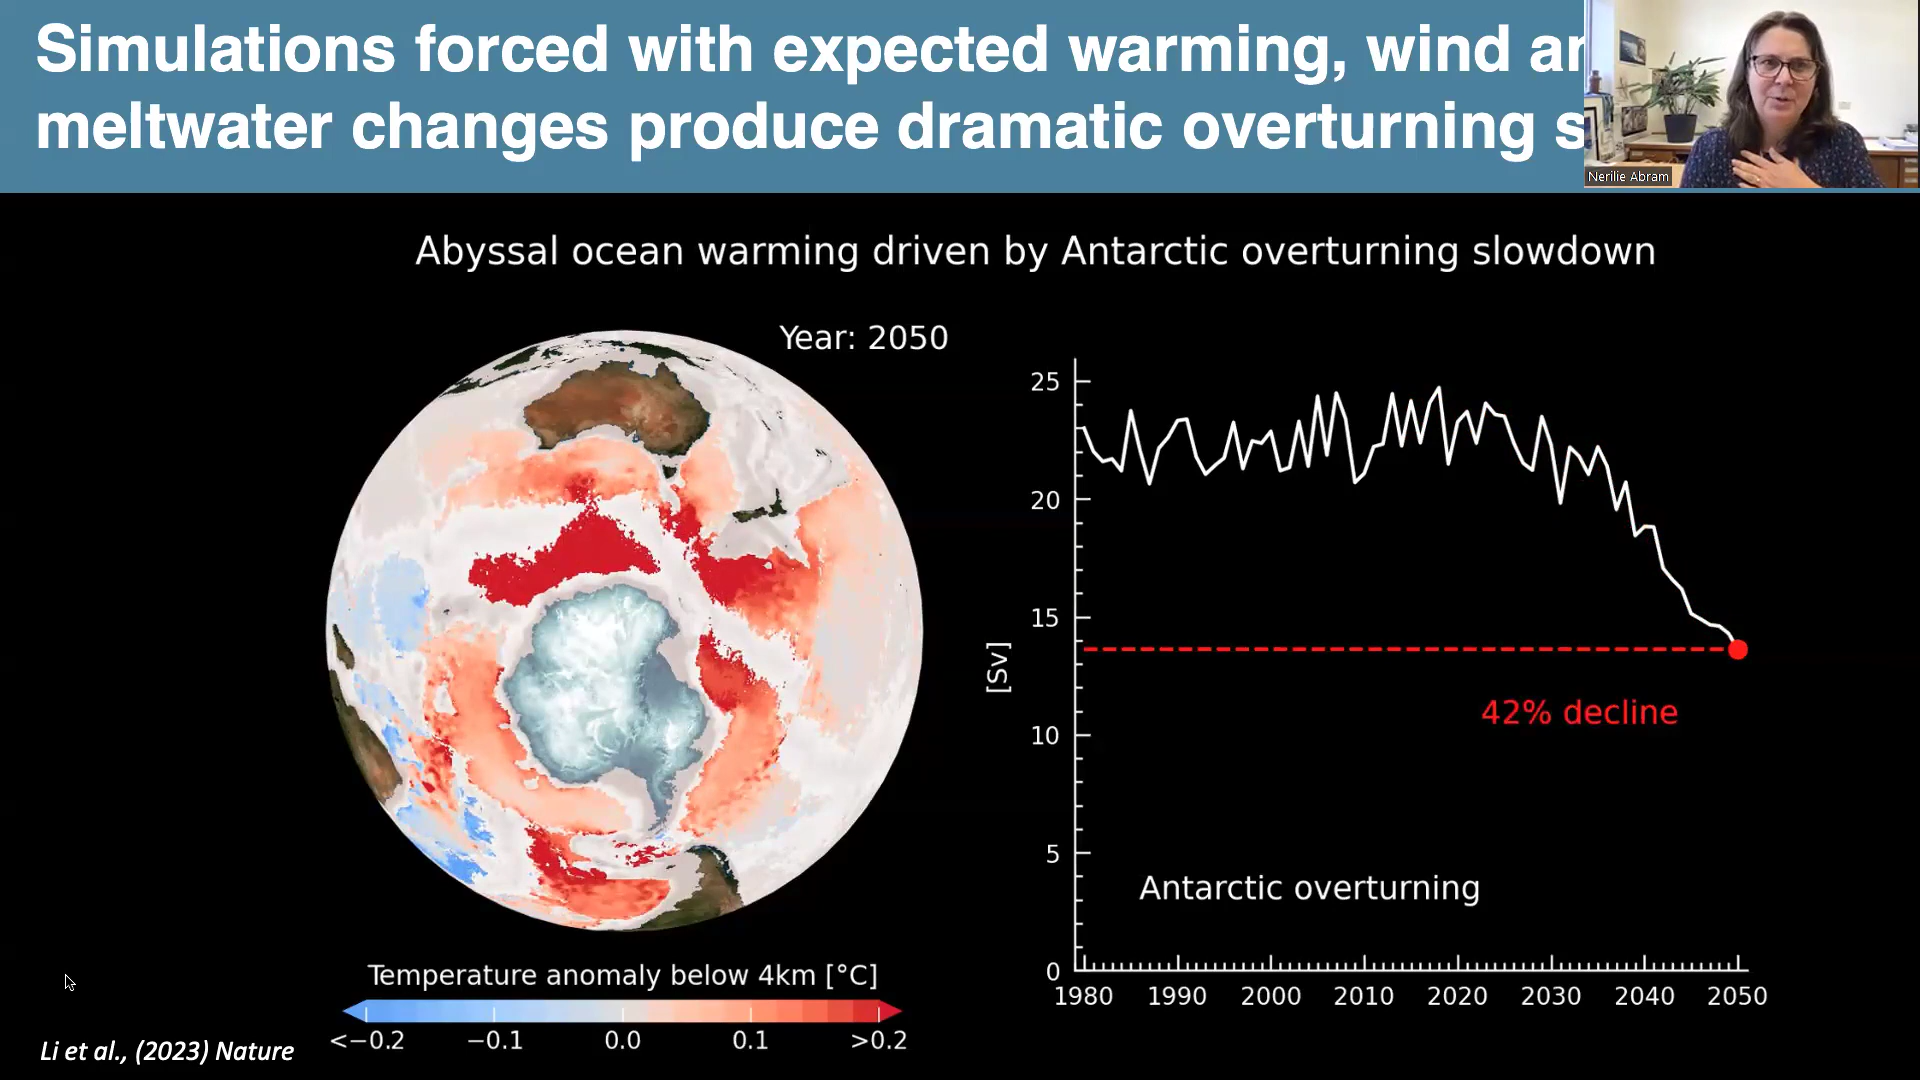 Simulations forced with expected warming, wind
meltwater changes produce dramatic overturning
Nerilie Abram
Abyssal ocean warming driven by Antarctic overturning slowdown
Year: 2050
25
20
15
[Sv]
42% decline
10
5
Antarctic overturning
0
1980 1990 2000 2010 2020 2030 2040 2050
Temperature anomaly below 4km [°C]
<−0.2 −0.1 0.0 0.1 >0.2
Li et al., (2023) Nature